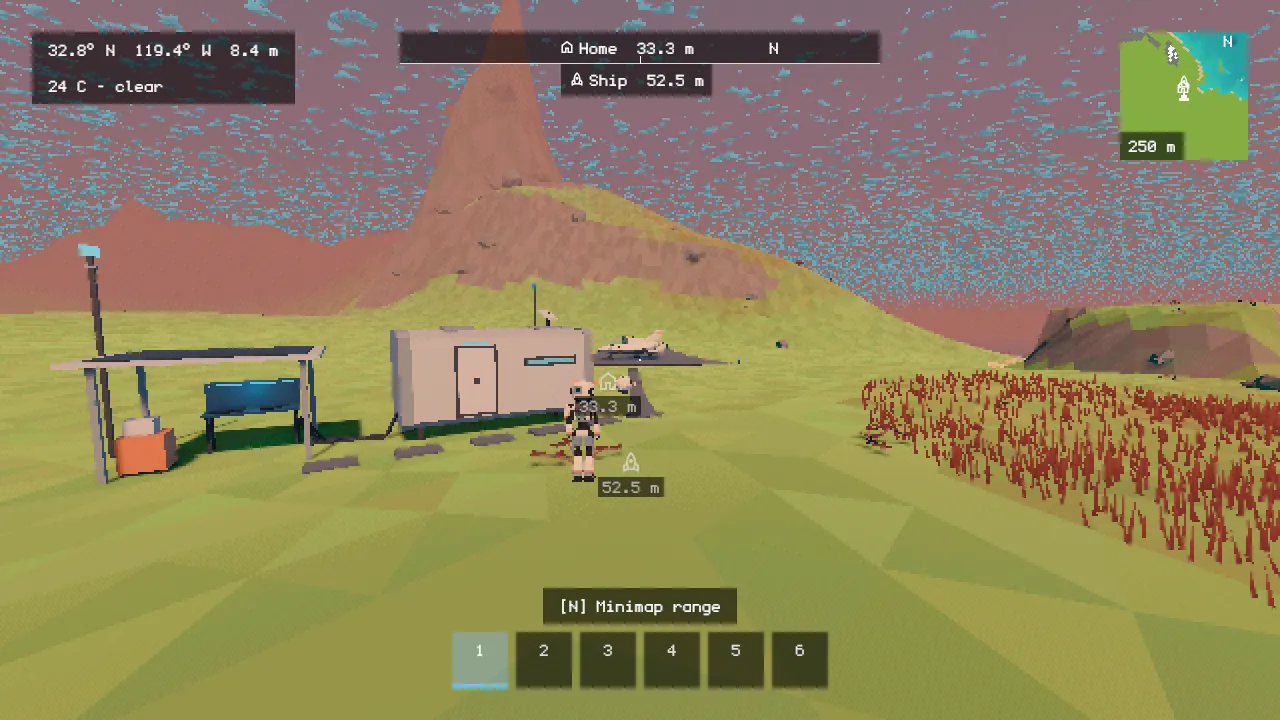 32.8° N 119.4° W 8.4 m
24 C - clear
Home 33.3 m N
Ship 52.5 m
N
250 m
33.3 m
52.5 m
[N] Minimap range
1 2 3 4 5 6